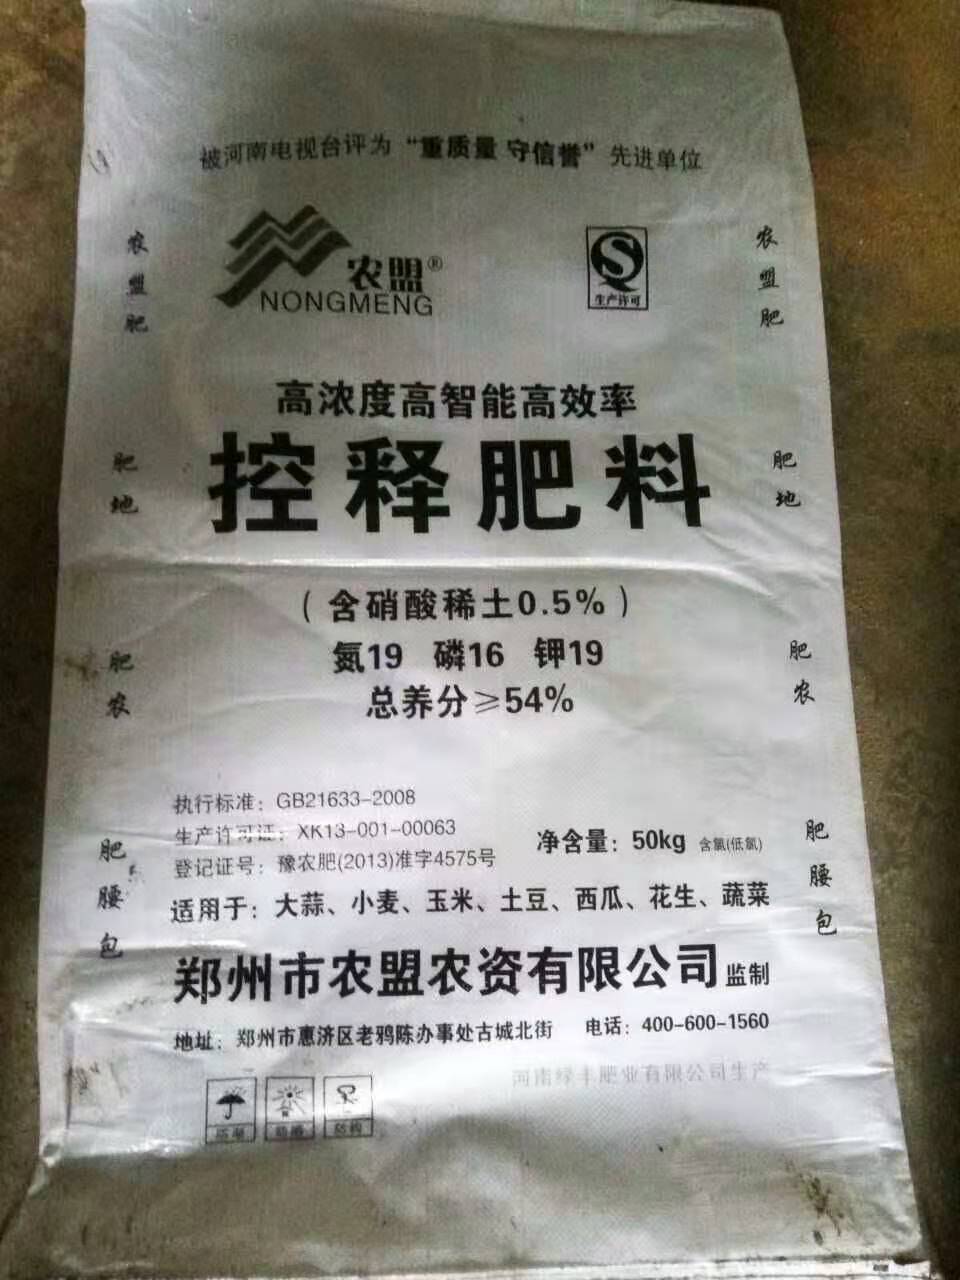 被河南电视台评为“重质量 守信誉”先进单位
农盟®
NONGMENG
生产许可
农盟肥
肥地
肥农
肥腰包
农盟肥
肥地
肥农
肥腰包
高浓度高智能高效率
控释肥料
(含硝酸稀土0.5%)
氮19 磷16 钾19
总养分≥54%
执行标准：GB21633-2008
生产许可证：XK13-001-00063
登记证号：豫农肥(2013)准字4575号
净含量：50kg 含氯(低氯)
适用于：大蒜、小麦、玉米、土豆、西瓜、花生、蔬菜
郑州市农盟农资有限公司监制
地址：郑州市惠济区老鸦陈办事处古城北街 电话：400-600-1560
河南绿丰肥业有限公司生产